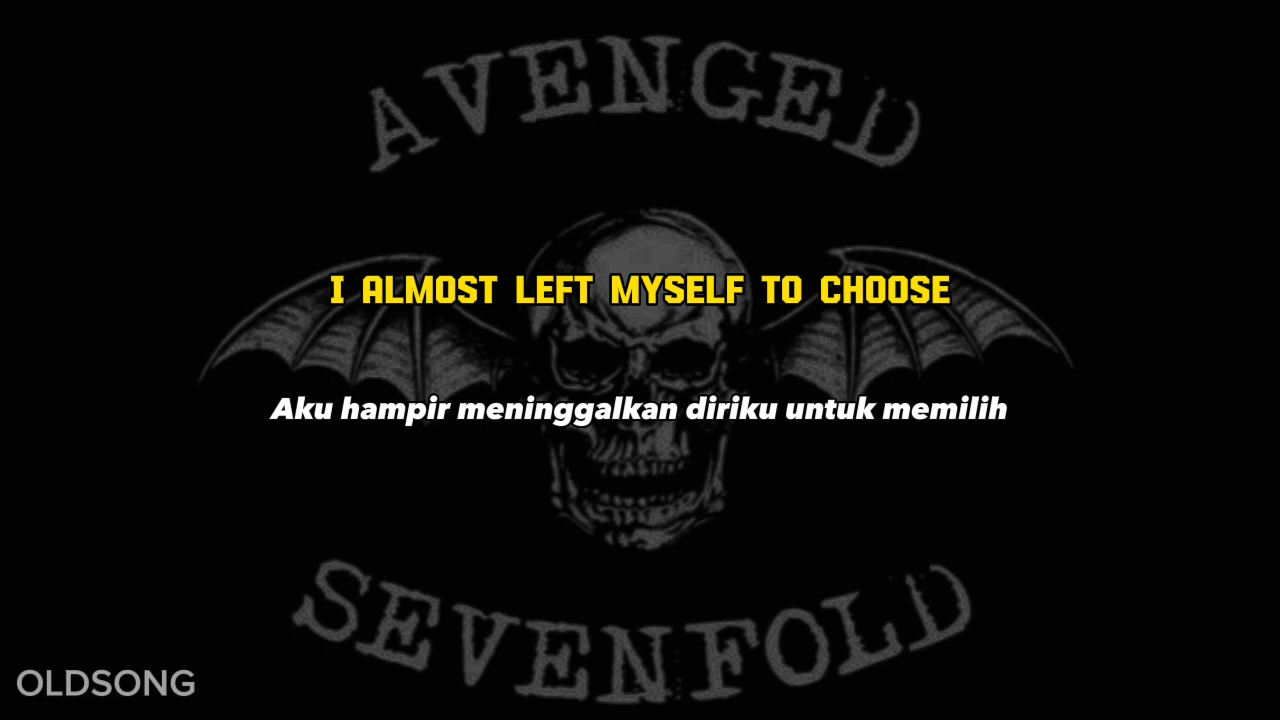 AVENGED
I ALMOST LEFT MYSELF TO CHOOSE
Aku hampir meninggalkan diriku untuk memilih
SEVENFOLD
OLDSONG